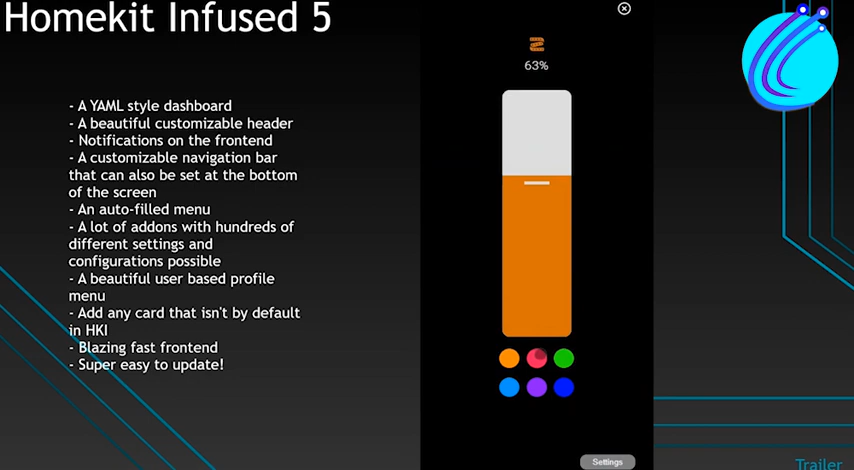 Homekit Infused 5
- A YAML style dashboard
- A beautiful customizable header
- Notifications on the frontend
- A customizable navigation bar
that can also be set at the bottom
of the screen
- An auto-filled menu
- A lot of addons with hundreds of
different settings and
configurations possible
- A beautiful user based profile
menu
- Add any card that isn't by default
in HKI
- Blazing fast frontend
- Super easy to update!
63%
Settings
Trailer